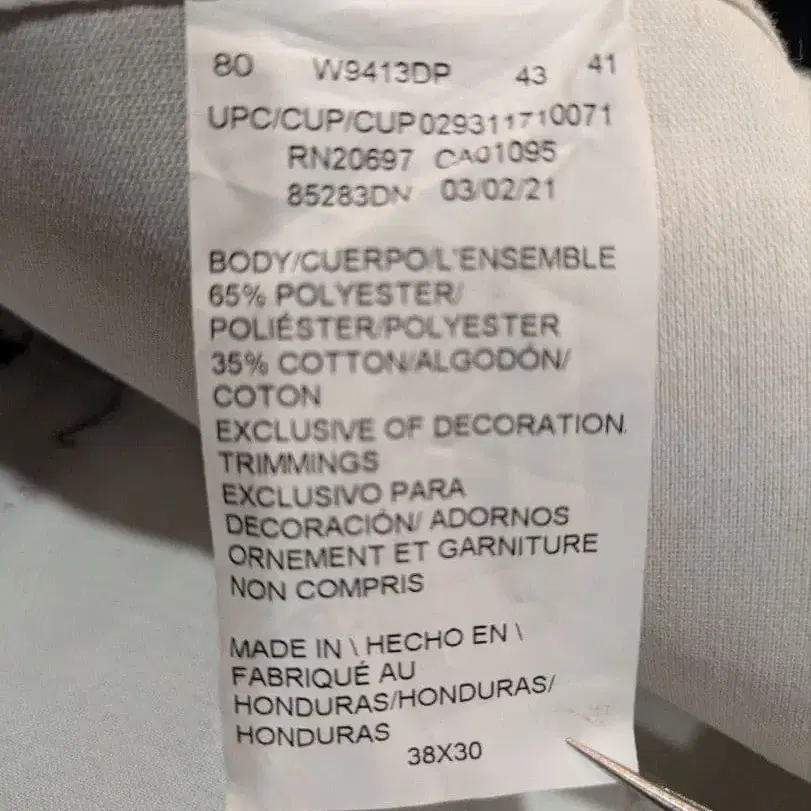 80 W9413DP 43 41
UPC/CUP/CUP029311710071
RN20697 CA01095
85283DN 03/02/21
BODY/CUERPO/L'ENSEMBLE
65% POLYESTER/
POLIÉSTER/POLYESTER
35% COTTON/ALGODÓN/
COTON
EXCLUSIVE OF DECORATION.
TRIMMINGS
EXCLUSIVO PARA
DECORACIÓN/ ADORNOS
ORNEMENT ET GARNITURE
NON COMPRIS
MADE IN \ HECHO EN \
FABRIQUÉ AU
HONDURAS/HONDURAS/
HONDURAS
38X30